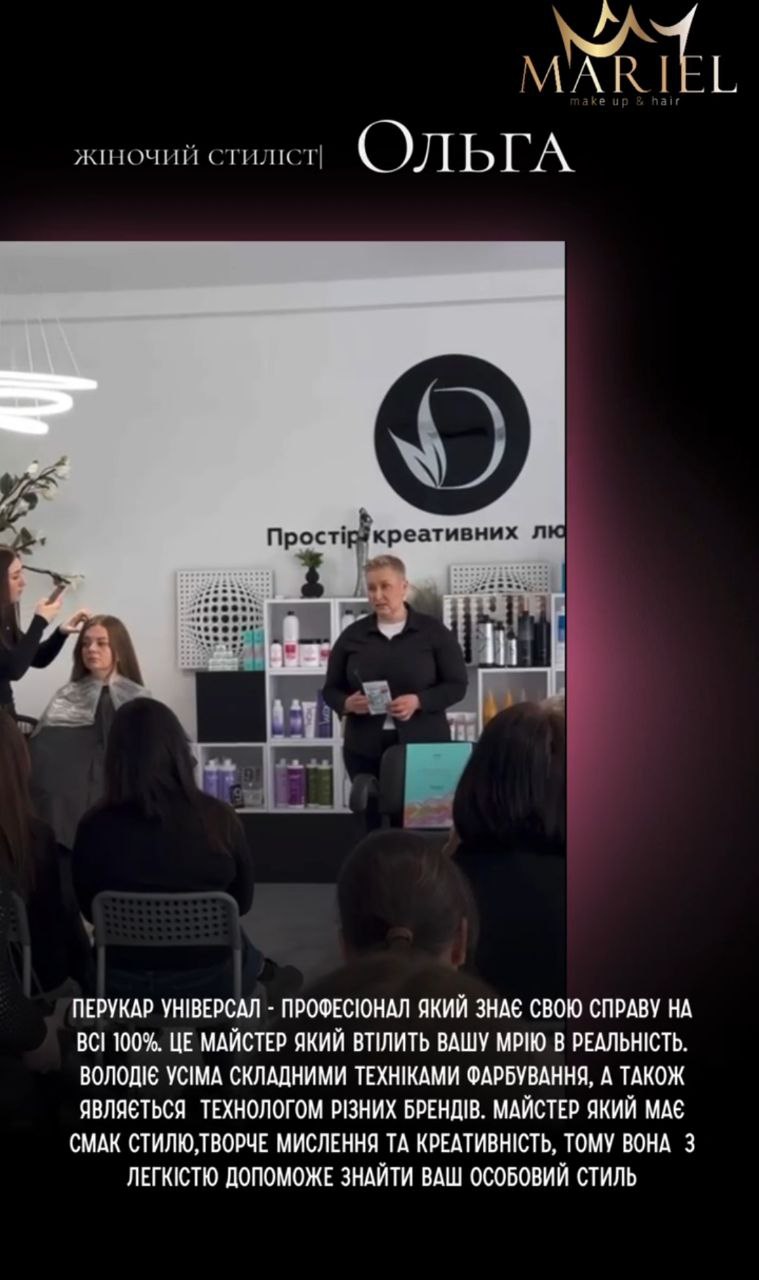 MARIEL
make up & hair
ЖІНОЧИЙ СТИЛІСТ| ОЛЬГА
Простір креативних лю
ПЕРУКАР УНІВЕРСАЛ - ПРОФЕСІОНАЛ ЯКИЙ ЗНАЄ СВОЮ СПРАВУ НА
ВСІ 100%. ЦЕ МАЙСТЕР ЯКИЙ ВТІЛИТЬ ВАШУ МРІЮ В РЕАЛЬНІСТЬ.
ВОЛОДІЄ УСІМА СКЛАДНИМИ ТЕХНІКАМИ ФАРБУВАННЯ, А ТАКОЖ
ЯВЛЯЄТЬСЯ ТЕХНОЛОГОМ РІЗНИХ БРЕНДІВ. МАЙСТЕР ЯКИЙ МАЄ
СМАК СТИЛЮ,ТВОРЧЕ МИСЛЕННЯ ТА КРЕАТИВНІСТЬ, ТОМУ ВОНА З
ЛЕГКІСТЮ ДОПОМОЖЕ ЗНАЙТИ ВАШ ОСОБОВИЙ СТИЛЬ